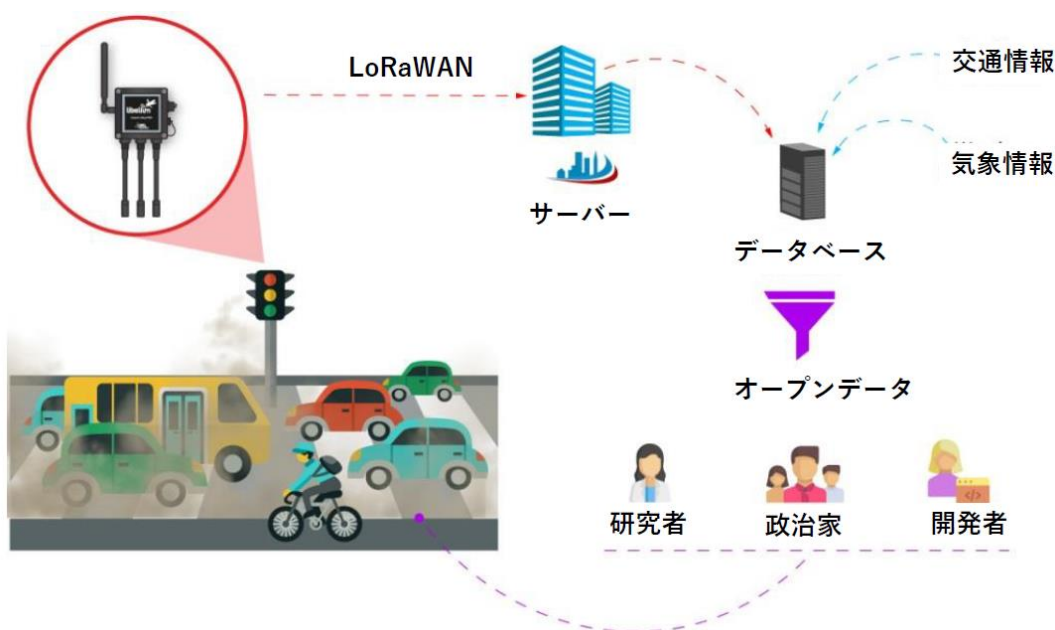 LoRaWAN
交通情報
気象情報
サーバー
データベース
オープンデータ
研究者
政治家
開発者
libelium